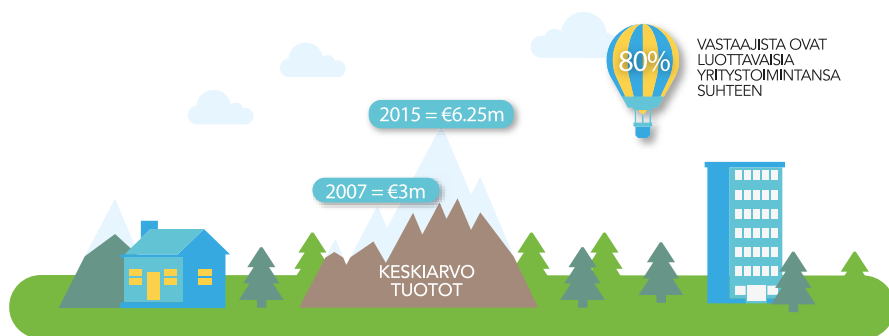 80%
VASTAAJISTA OVAT
LUOTTAVAISIA
YRITYSTOIMINTANSA
SUHTEEN
2015 = €6.25m
2007 = €3m
KESKIARVO
TUOTOT